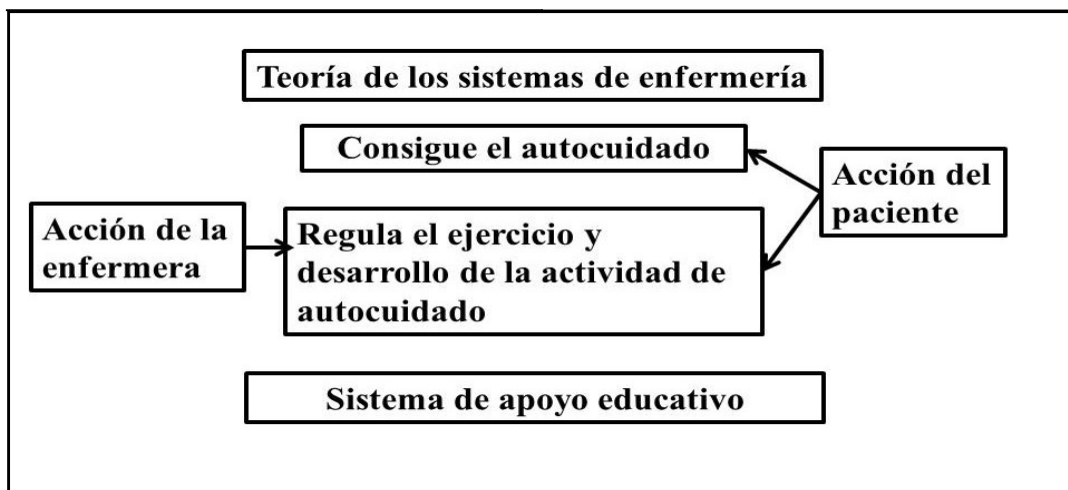 Teoría de los sistemas de enfermería
Consigue el autocuidado
Acción del
paciente
Acción de la
enfermera
Regula el ejercicio y
desarrollo de la actividad de
autocuidado
Sistema de apoyo educativo